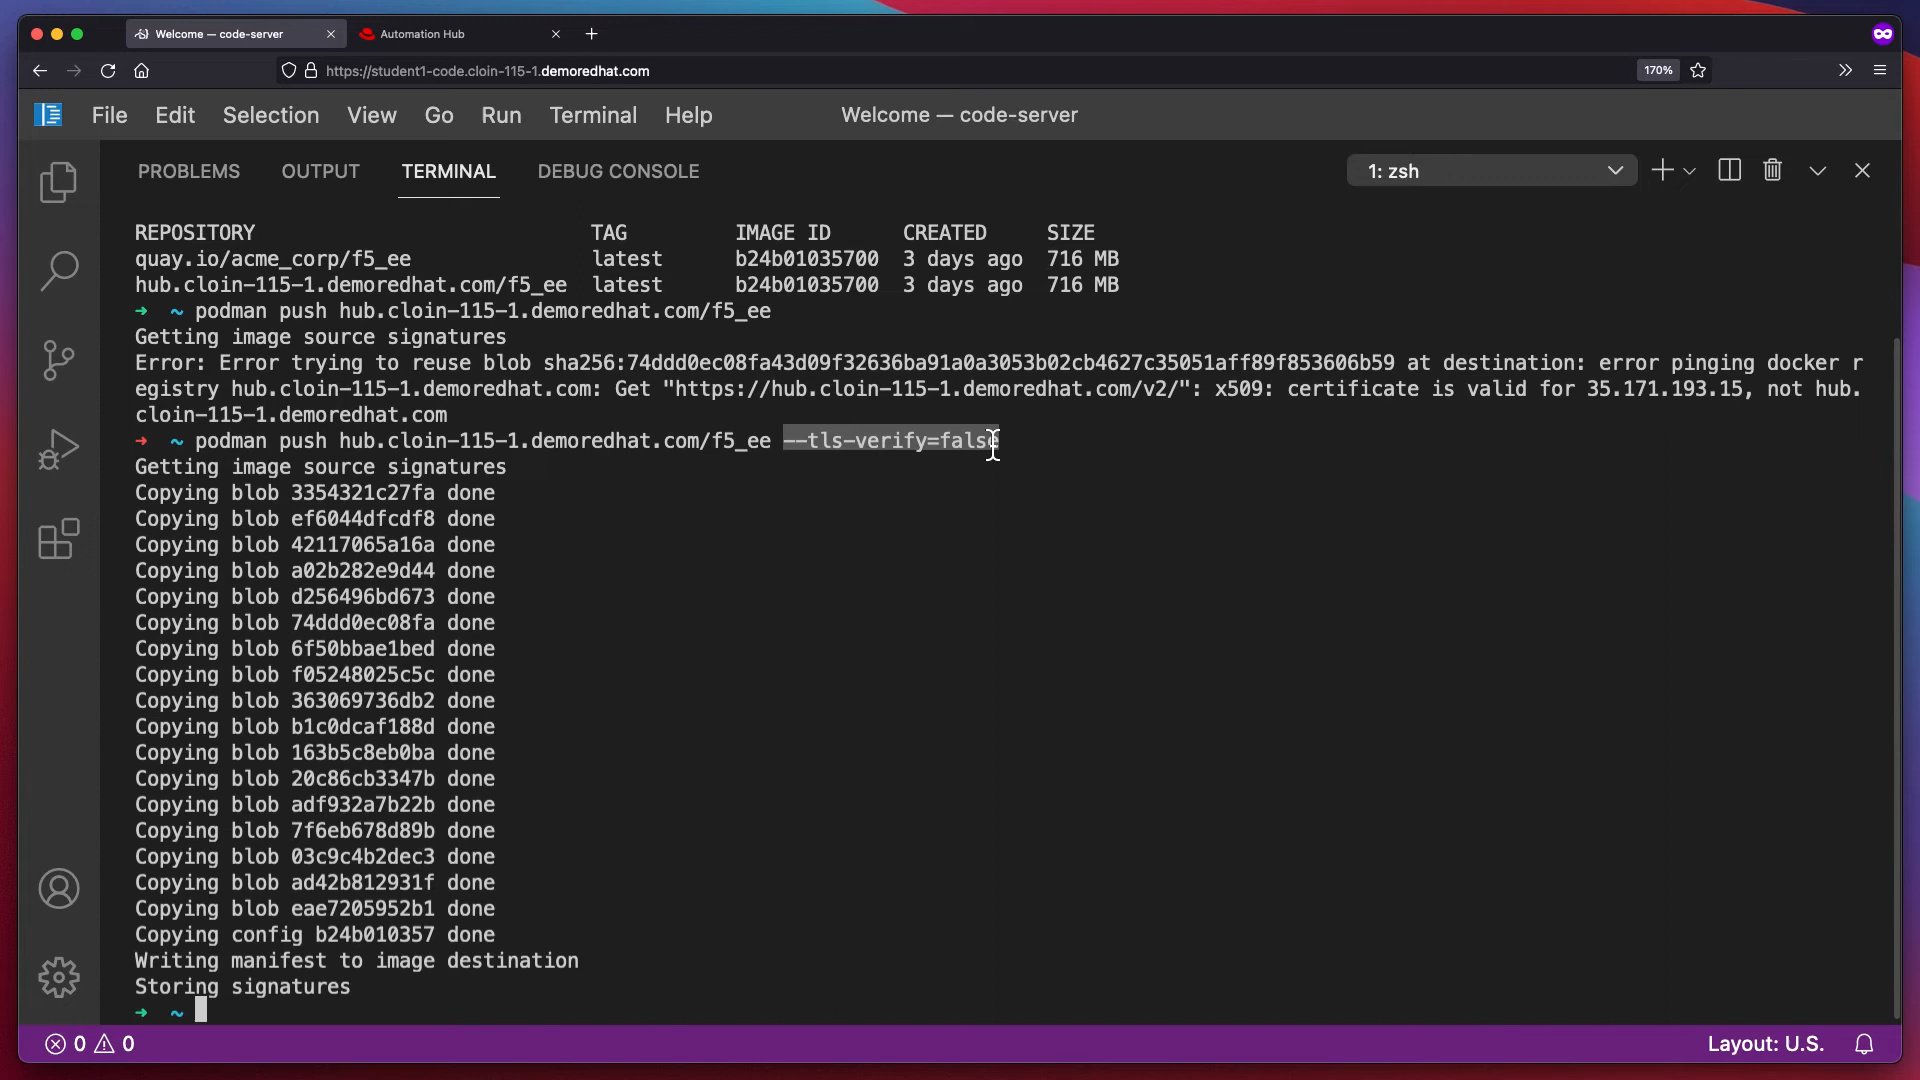 Welcome — code-server
Automation Hub
https://student1-code.cloin-115-1.demoredhat.com
170%
File Edit Selection View Go Run Terminal Help
Welcome — code-server
PROBLEMS OUTPUT TERMINAL DEBUG CONSOLE
1: zsh
REPOSITORY TAG IMAGE ID CREATED SIZE
quay.io/acme_corp/f5_ee latest b24b01035700 3 days ago 716 MB
hub.cloin-115-1.demoredhat.com/f5_ee latest b24b01035700 3 days ago 716 MB
➜ ~ podman push hub.cloin-115-1.demoredhat.com/f5_ee
Getting image source signatures
Error: Error trying to reuse blob sha256:74ddd0ec08fa43d09f32636ba91a0a3053b02cb4627c35051aff89f853606b59 at destination: error pinging docker r
egistry hub.cloin-115-1.demoredhat.com: Get "https://hub.cloin-115-1.demoredhat.com/v2/": x509: certificate is valid for 35.171.193.15, not hub.
cloin-115-1.demoredhat.com
➜ ~ podman push hub.cloin-115-1.demoredhat.com/f5_ee --tls-verify=false
Getting image source signatures
Copying blob 3354321c27fa done
Copying blob ef6044dfcdf8 done
Copying blob 42117065a16a done
Copying blob a02b282e9d44 done
Copying blob d256496bd673 done
Copying blob 74ddd0ec08fa done
Copying blob 6f50bbae1bed done
Copying blob f05248025c5c done
Copying blob 363069736db2 done
Copying blob b1c0dcaf188d done
Copying blob 163b5c8eb0ba done
Copying blob 20c86cb3347b done
Copying blob adf932a7b22b done
Copying blob 7f6eb678d89b done
Copying blob 03c9c4b2dec3 done
Copying blob ad42b812931f done
Copying blob eae7205952b1 done
Copying config b24b010357 done
Writing manifest to image destination
Storing signatures
➜ ~
0 0
Layout: U.S.